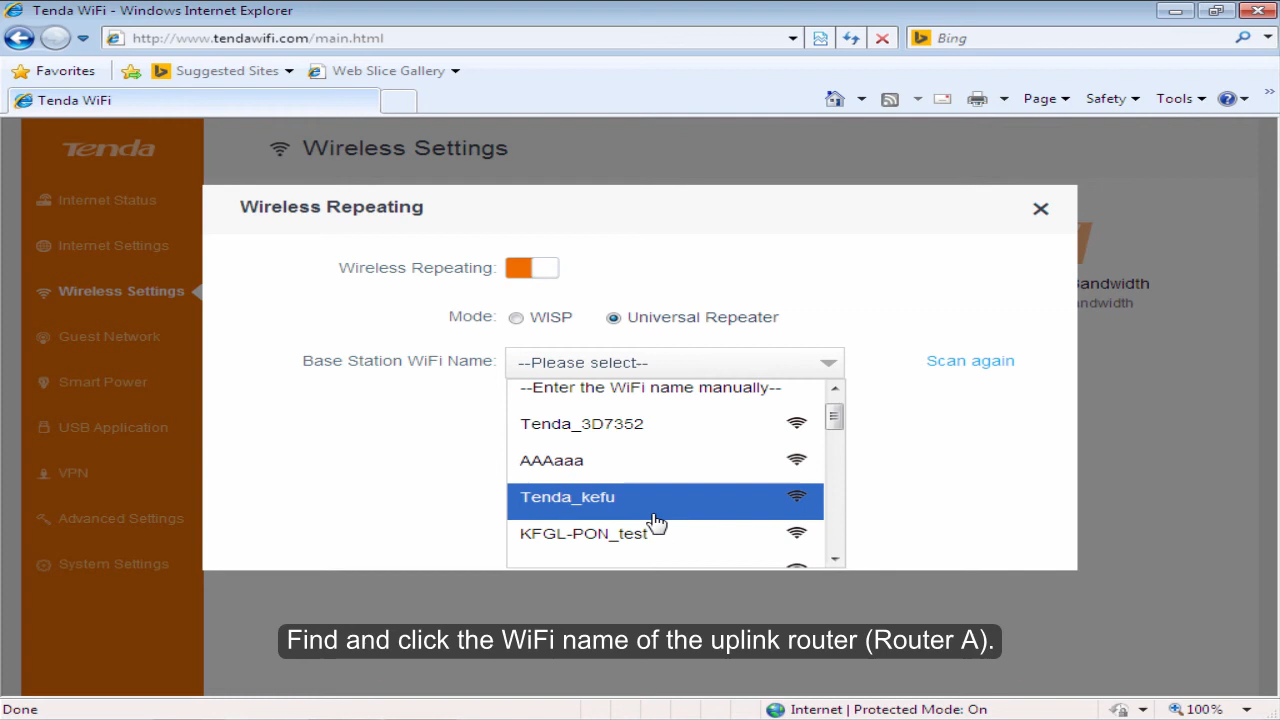 Tenda WiFi - Windows Internet Explorer
http://www.tendawifi.com/main.html
Bing
Favorites
Suggested Sites
Web Slice Gallery
Tenda WiFi
Page
Safety
Tools
Tenda
Wireless Settings
Internet Status
Internet Settings
Wireless Settings
Guest Network
Smart Power
USB Application
VPN
Advanced Settings
System Settings
Wireless Repeating
Wireless Repeating:
Mode: WISP Universal Repeater
Base Station WiFi Name: --Please select-- Scan again
--Enter the WiFi name manually--
Tenda_3D7352
AAAaaa
Tenda_kefu
KFGL-PON_test
Bandwidth
bandwidth
Find and click the WiFi name of the uplink router (Router A).
Done
Internet | Protected Mode: On
100%